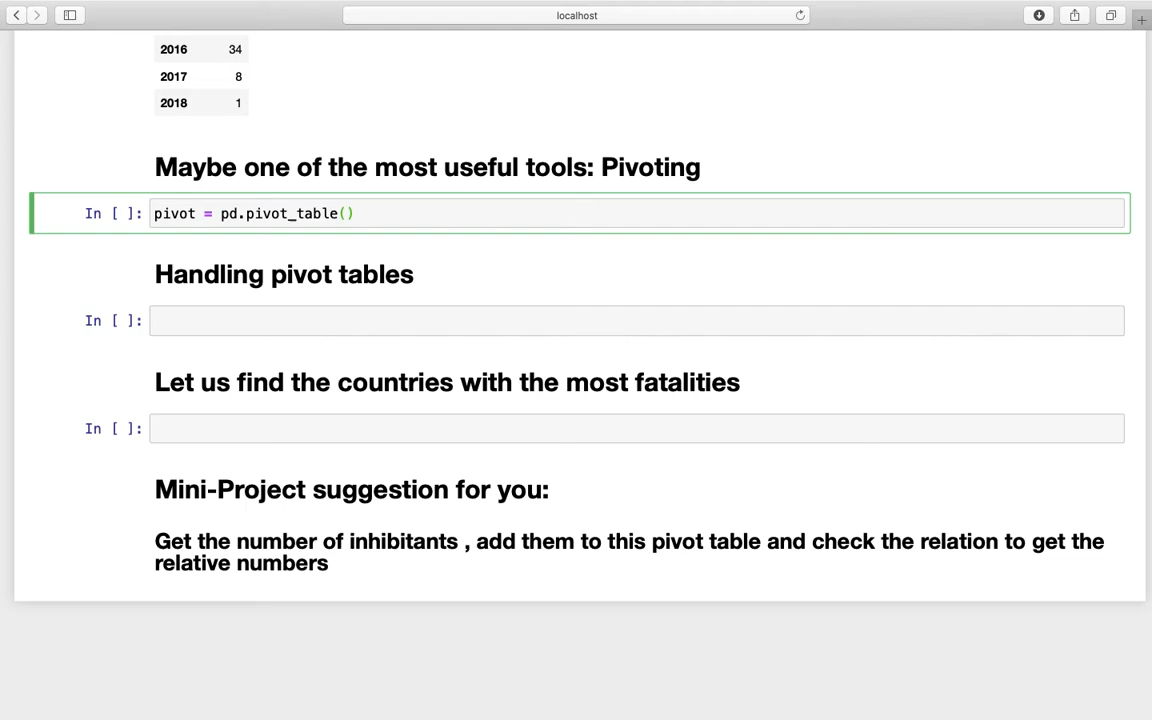 localhost
2016 34
2017 8
2018 1
Maybe one of the most useful tools: Pivoting
In [ ]: pivot = pd.pivot_table()
Handling pivot tables
In [ ]:
Let us find the countries with the most fatalities
In [ ]:
Mini-Project suggestion for you:
Get the number of inhibitants , add them to this pivot table and check the relation to get the
relative numbers